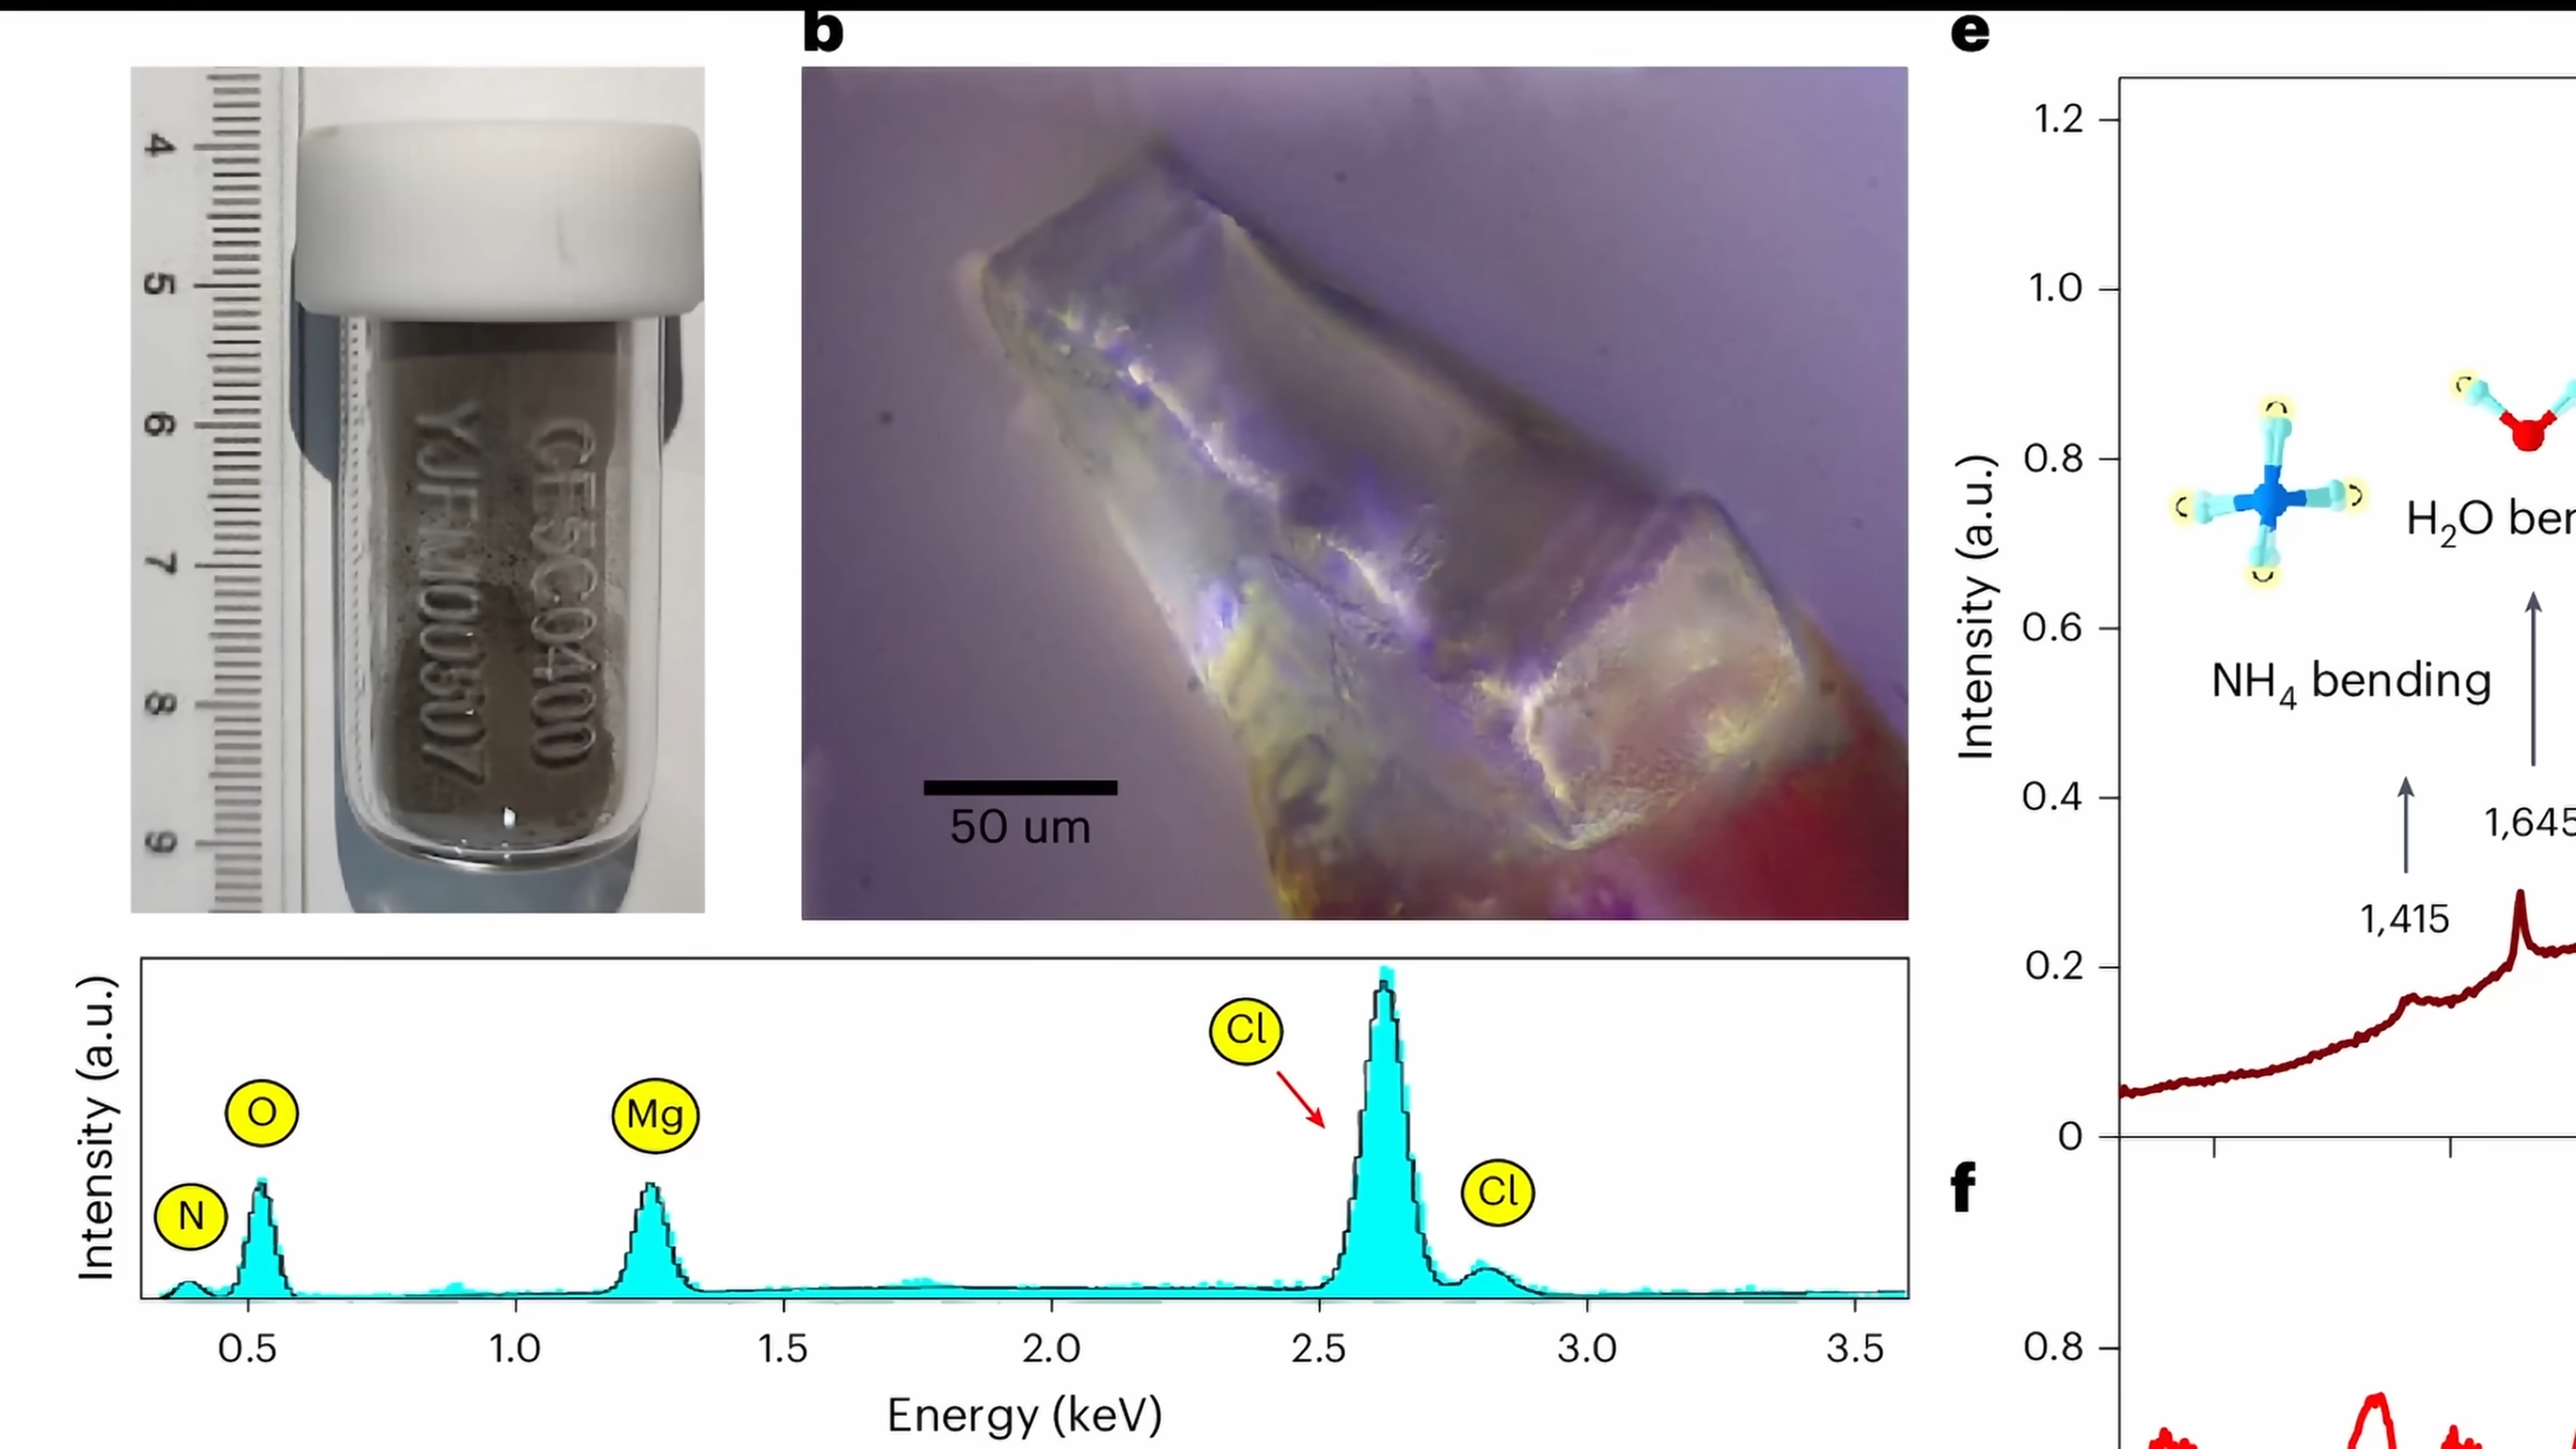 b
e
4
5
6
7
8
9
CE5C0400
YJFM00507
50 um
Intensity (a.u.)
1.2
1.0
0.8
0.6
0.4
0.2
0
H2O ben
NH4 bending
1,645
1,415
Intensity (a.u.)
N
O
Mg
Cl
Cl
0.5
1.0
1.5
2.0
2.5
3.0
3.5
Energy (keV)
f
0.8